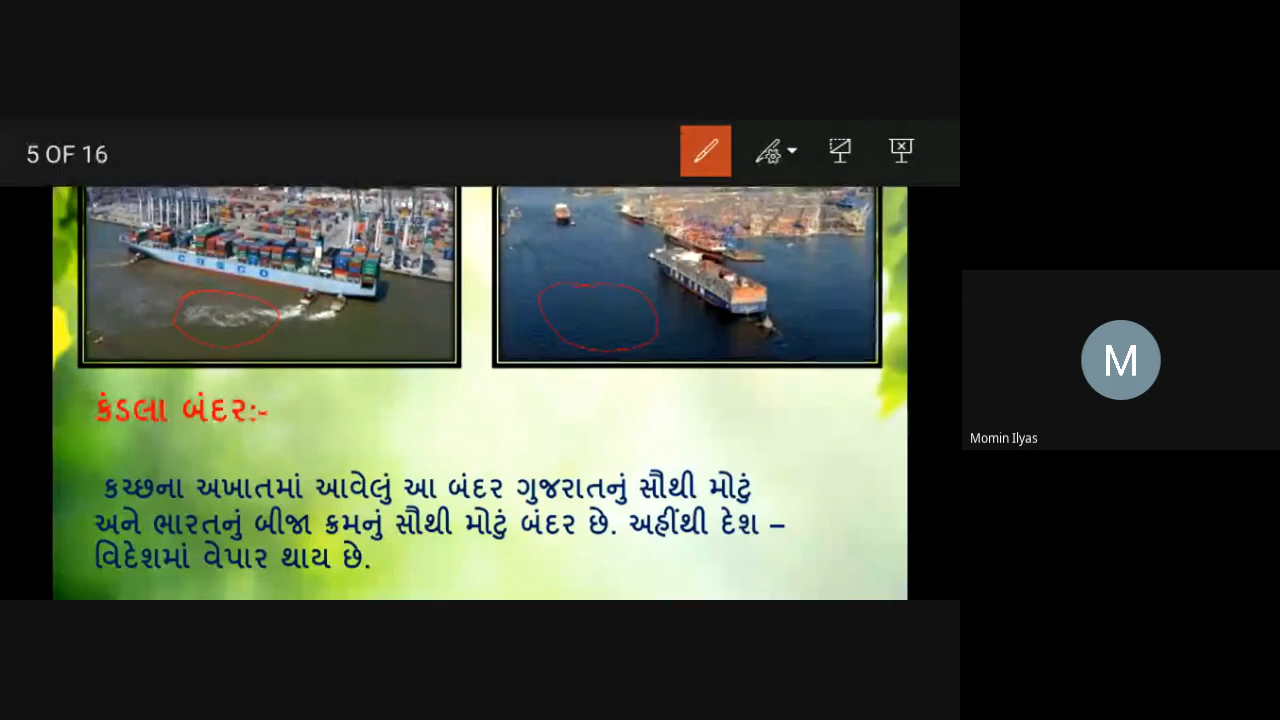 5 OF 16
COSCO
કંડલા બંદર:-
કચ્છના અખાતમાં આવેલું આ બંદર ગુજરાતનું સૌથી મોટું
અને ભારતનું બીજા ક્રમનું સૌથી મોટું બંદર છે. અહીંથી દેશ –
વિદેશમાં વેપાર થાય છે.
M
Momin Ilyas